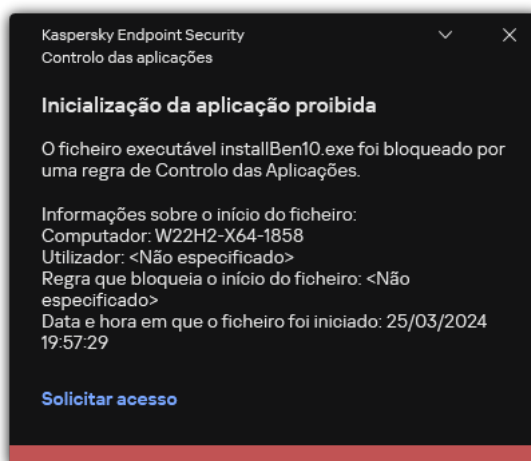 Kaspersky Endpoint Security
Controlo das aplicações
Inicialização da aplicação proibida
O ficheiro executável installBen10.exe foi bloqueado por
uma regra de Controlo das Aplicações.
Informações sobre o início do ficheiro:
Computador: W22H2-X64-1858
Utilizador: <Não especificado>
Regra que bloqueia o início do ficheiro: <Não
especificado>
Data e hora em que o ficheiro foi iniciado: 25/03/2024
19:57:29
Solicitar acesso